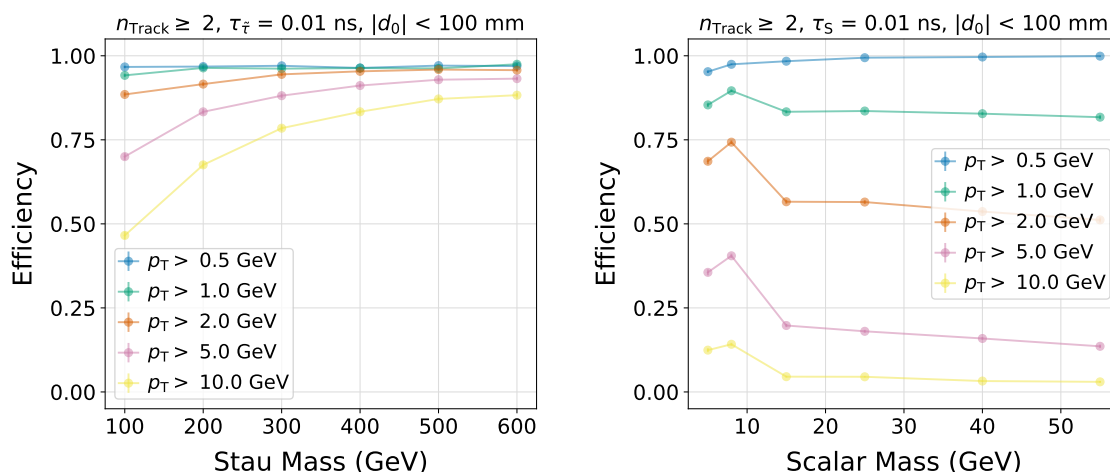 n_Track ≥ 2, τ_τ̃ = 0.01 ns, |d_0| < 100 mm
1.00
0.75
0.50
0.25
0.00
Efficiency
p_T > 0.5 GeV
p_T > 1.0 GeV
p_T > 2.0 GeV
p_T > 5.0 GeV
p_T > 10.0 GeV
100 200 300 400 500 600
Stau Mass (GeV)
n_Track ≥ 2, τ_S = 0.01 ns, |d_0| < 100 mm
1.00
0.75
0.50
0.25
0.00
Efficiency
p_T > 0.5 GeV
p_T > 1.0 GeV
p_T > 2.0 GeV
p_T > 5.0 GeV
p_T > 10.0 GeV
10 20 30 40 50
Scalar Mass (GeV)